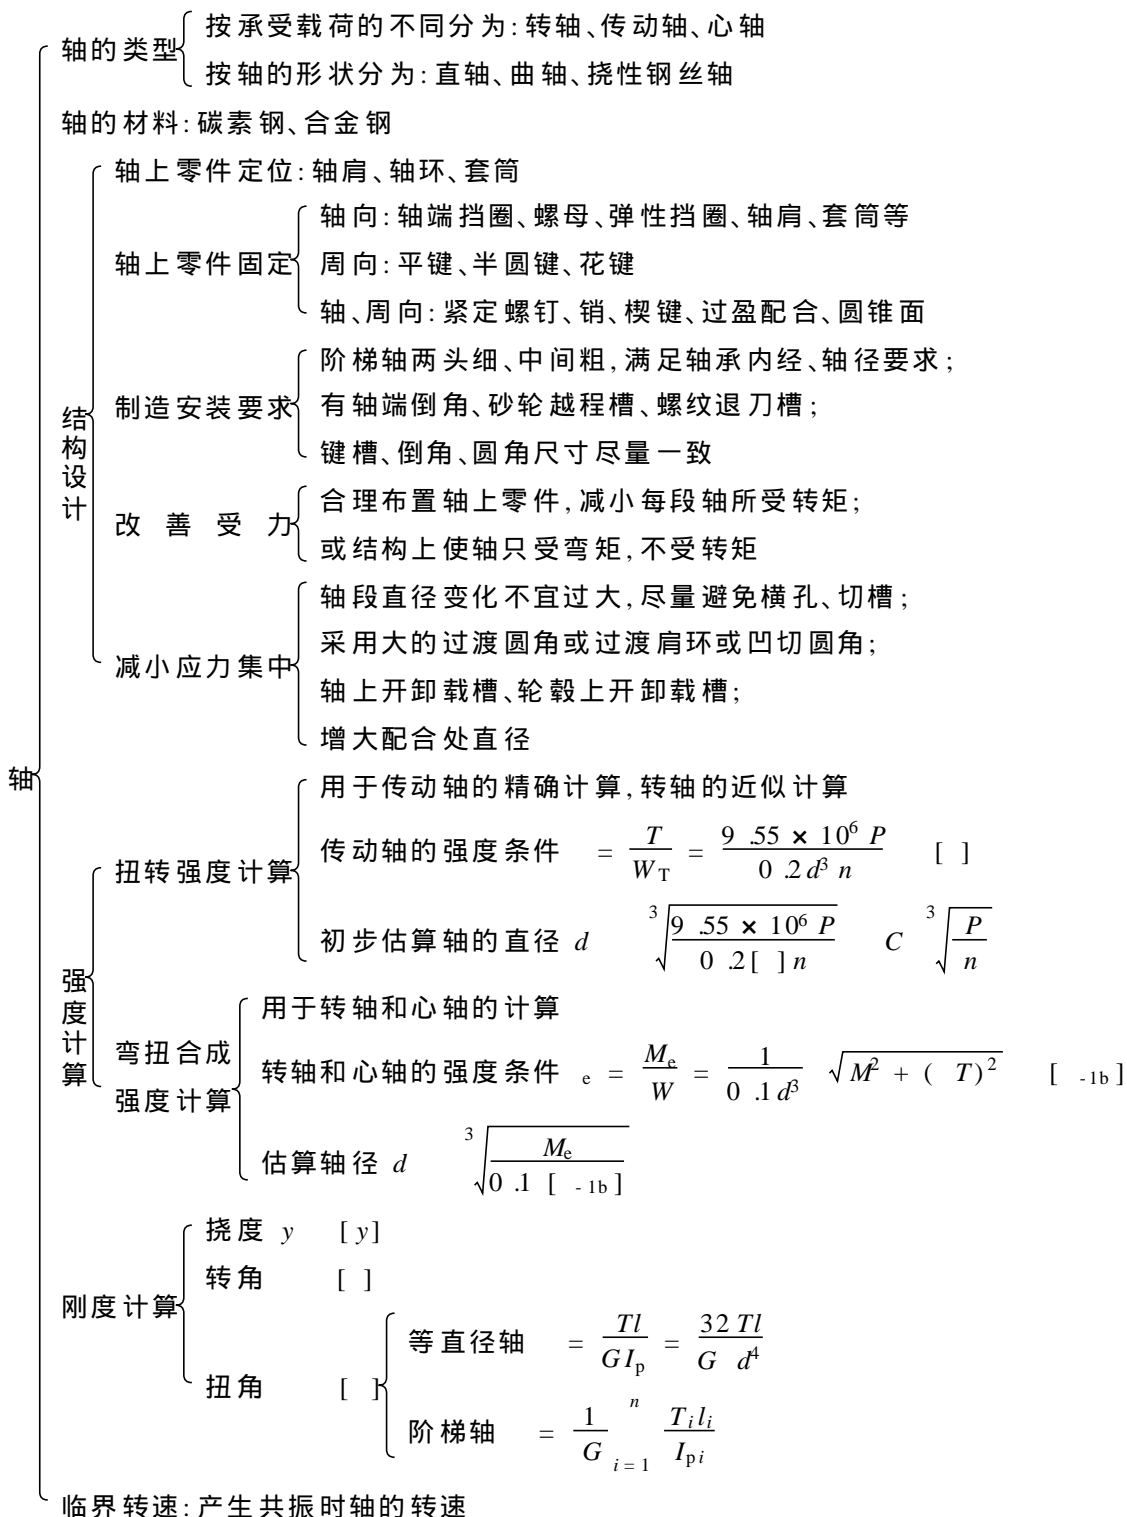 轴的类型
按承受载荷的不同分为:转轴、传动轴、心轴
按轴的形状分为:直轴、曲轴、挠性钢丝轴
轴的材料:碳素钢、合金钢
轴上零件定位:轴肩、轴环、套筒
轴上零件固定
轴向:轴端挡圈、螺母、弹性挡圈、轴肩、套筒等
周向:平键、半圆键、花键
轴、周向:紧定螺钉、销、楔键、过盈配合、圆锥面
结构设计
制造安装要求
阶梯轴两头细、中间粗,满足轴承内经、轴径要求;
有轴端倒角、砂轮越程槽、螺纹退刀槽;
键槽、倒角、圆角尺寸尽量一致
改善受力
合理布置轴上零件,减小每段轴所受转矩;
或结构上使轴只受弯矩,不受转矩
减小应力集中
轴段直径变化不宜过大,尽量避免横孔、切槽;
采用大的过渡圆角或过渡肩环或凹切圆角;
轴上开卸载槽、轮毂上开卸载槽;
增大配合处直径
轴
强度计算
扭转强度计算
用于传动轴的精确计算,转轴的近似计算
传动轴的强度条件 = T/W_T = 9.55 × 10^6 P / 0.2 d^3 n [ ]
初步估算轴的直径 d ∛(9.55 × 10^6 P / 0.2[ ]n) C ∛(P/n)
弯扭合成
强度计算
用于转轴和心轴的计算
转轴和心轴的强度条件 e = M_e/W = 1/0.1d^3 √(M^2 + ( T)^2) [ -1b]
估算轴径 d ∛(M_e / 0.1 [ -1b])
刚度计算
挠度 y [y]
转角 [ ]
扭角 [ ]
等直径轴 = Tl/GI_p = 32Tl/G d^4
阶梯轴 = 1/G n i=1 T_i l_i/I_pi
临界转速:产生共振时轴的转速